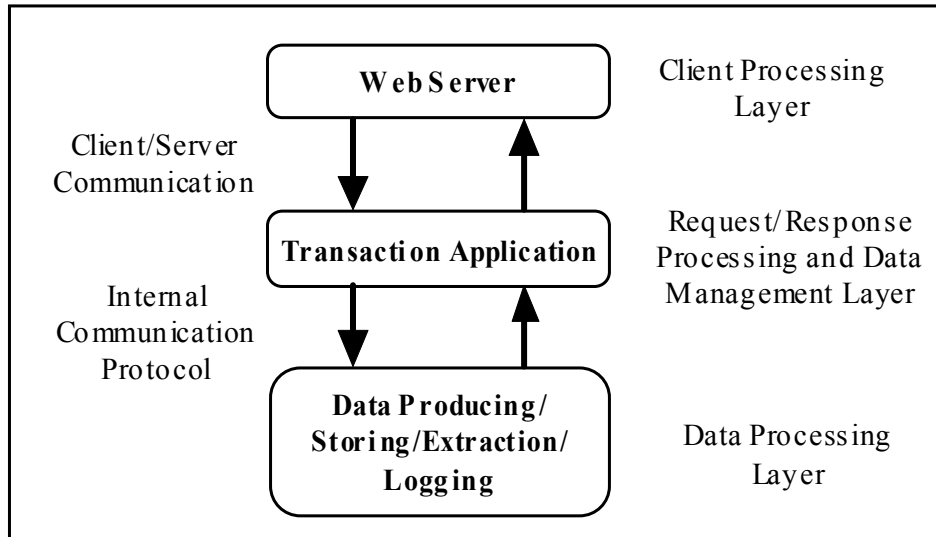 Web Server
Client Processing
Layer
Client/Server
Communication
Transaction Application
Request/Response
Processing and Data
Management Layer
Internal
Communication
Protocol
Data Producing/
Storing/Extraction/
Logging
Data Processing
Layer